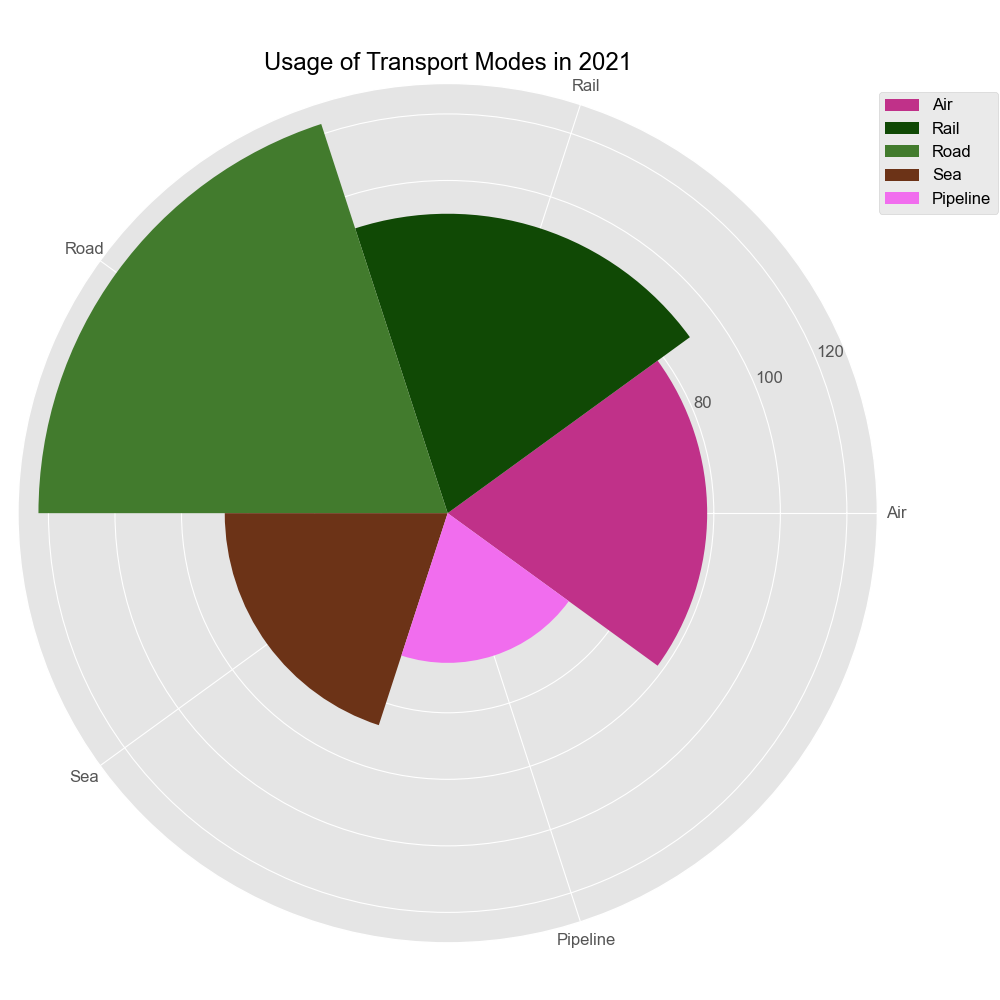 Usage of Transport Modes in 2021
Rail
Air
Rail
Road
Sea
Pipeline
Road
120
100
80
Air
Sea
Pipeline